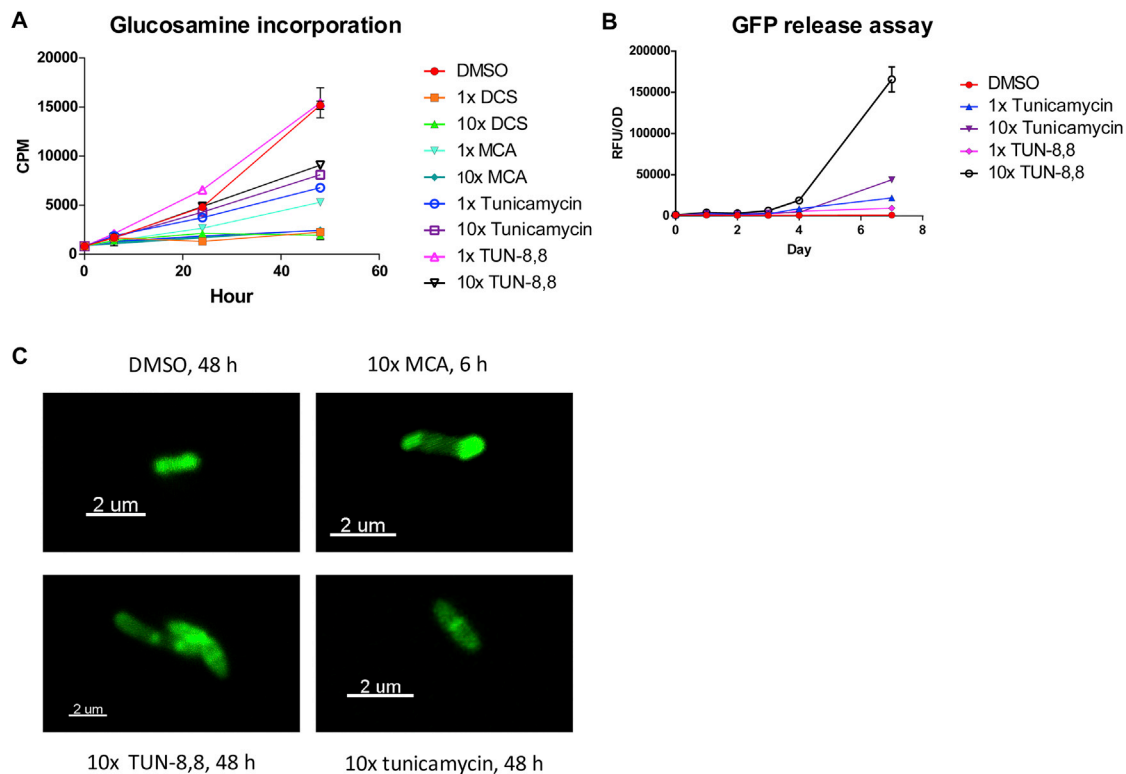 A
Glucosamine incorporation
CPM
20000
15000
10000
5000
0
0
20
40
60
Hour
DMSO
1x DCS
10x DCS
1x MCA
10x MCA
1x Tunicamycin
10x Tunicamycin
1x TUN-8,8
10x TUN-8,8
B
GFP release assay
RFU/OD
200000
150000
100000
50000
0
0
2
4
6
8
Day
DMSO
1x Tunicamycin
10x Tunicamycin
1x TUN-8,8
10x TUN-8,8
C
DMSO, 48 h
10x MCA, 6 h
2 um
2 um
2 um
2 um
10x TUN-8,8, 48 h
10x tunicamycin, 48 h